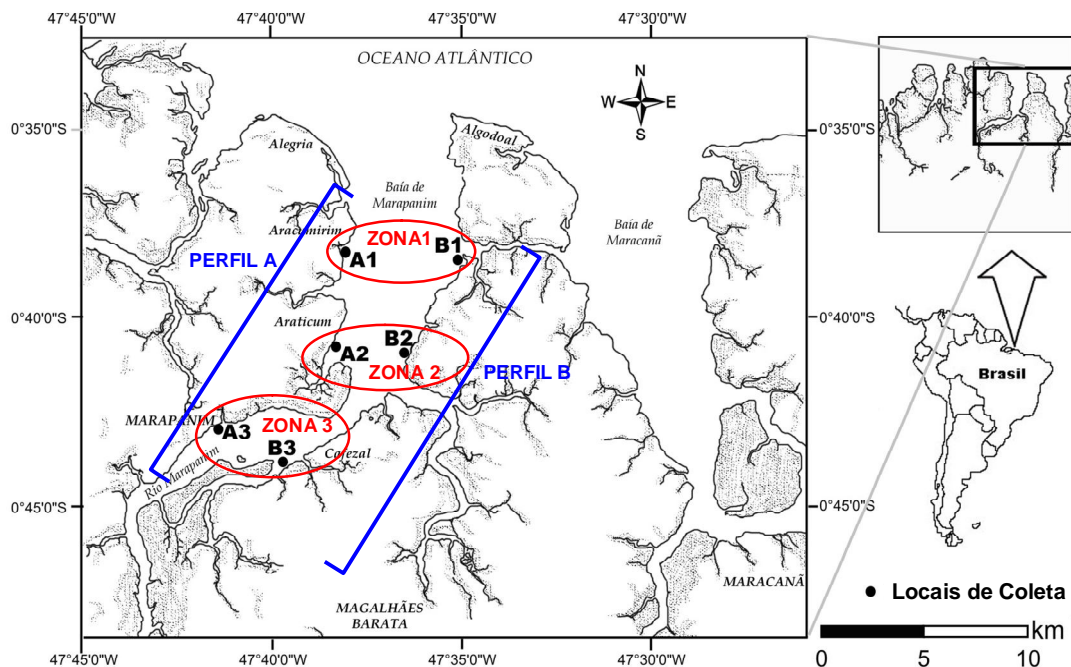 47°45'0"W 47°40'0"W 47°35'0"W 47°30'0"W
OCEANO ATLÂNTICO
N
W E
S
0°35'0"S
0°35'0"S
Alegria
Algodoal
Baía de
Marapanim
Baía de
Maracanã
Aracumirim
ZONA1
A1
B1
PERFIL A
0°40'0"S
0°40'0"S
Araticum
A2
B2
ZONA 2
PERFIL B
MARAPANIM
A3
ZONA 3
B3
Cafezal
Rio Marapanim
0°45'0"S
0°45'0"S
MARACANÃ
MAGALHÃES
BARATA
47°45'0"W 47°40'0"W 47°35'0"W 47°30'0"W
Brasil
Locais de Coleta
km
0 5 10